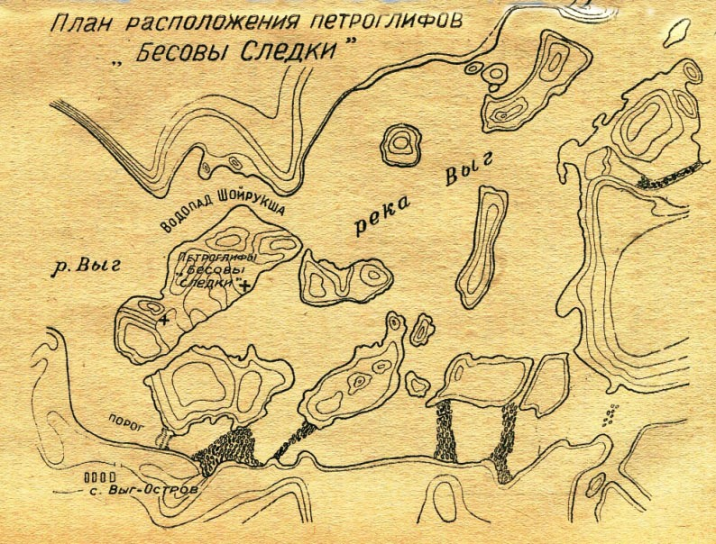 План расположения петроглифов
„Бесовы Следки"
река Выг
Водопад Шойрукша
р. Выг
Петроглифы
„Бесовы
Следки"
порог
с. Выг-Остров